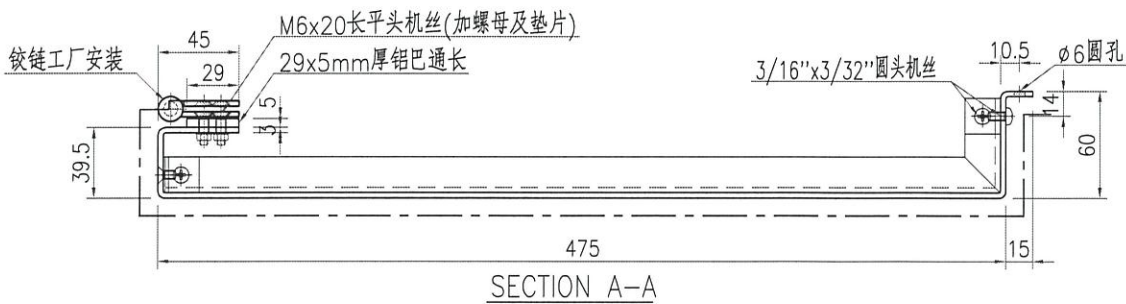 M6x20长平头机丝(加螺母及垫片)
45
铰链工厂安装
29x5mm厚铝巴通长
29
3/16"x3/32"圆头机丝
10.5
ø6圆孔
5
3
14
39.5
60
475
15
SECTION A-A